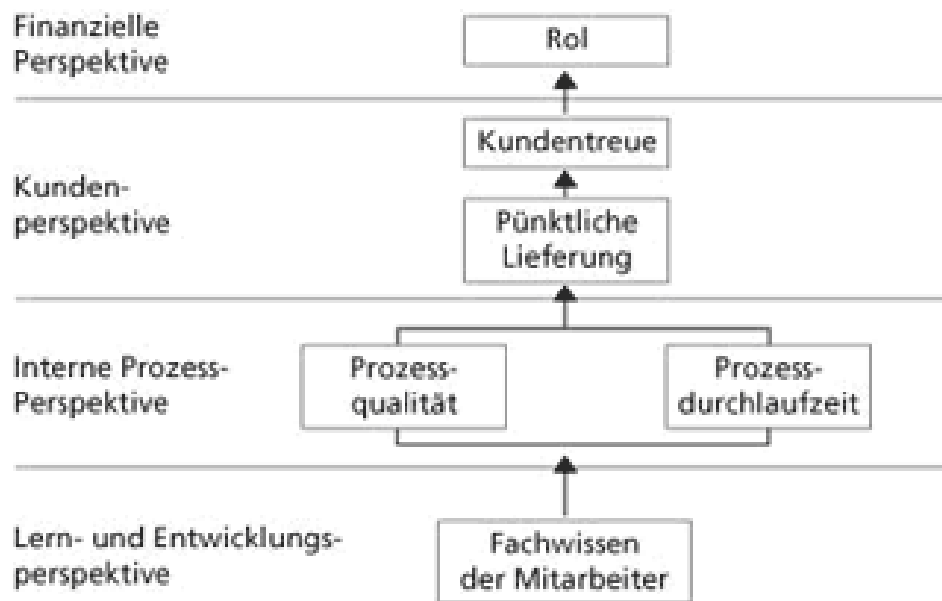 Finanzielle
Perspektive
RoI
Kundentreue
Kunden-
perspektive
Pünktliche
Lieferung
Interne Prozess-
Perspektive
Prozess-
qualität
Prozess-
durchlaufzeit
Lern- und Entwicklungs-
perspektive
Fachwissen
der Mitarbeiter